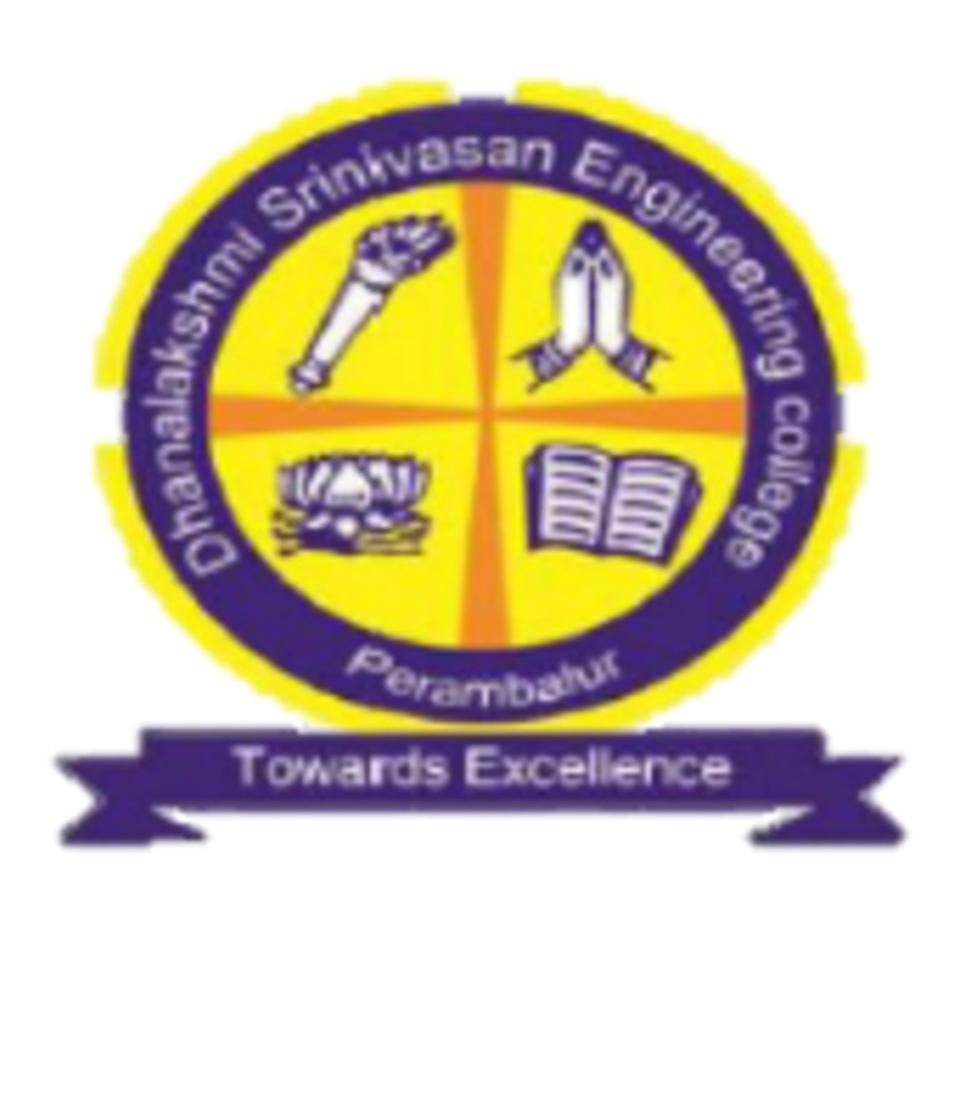 Dhanalakshmi Srinivasan Engineering college
Perambalur
Towards Excellence